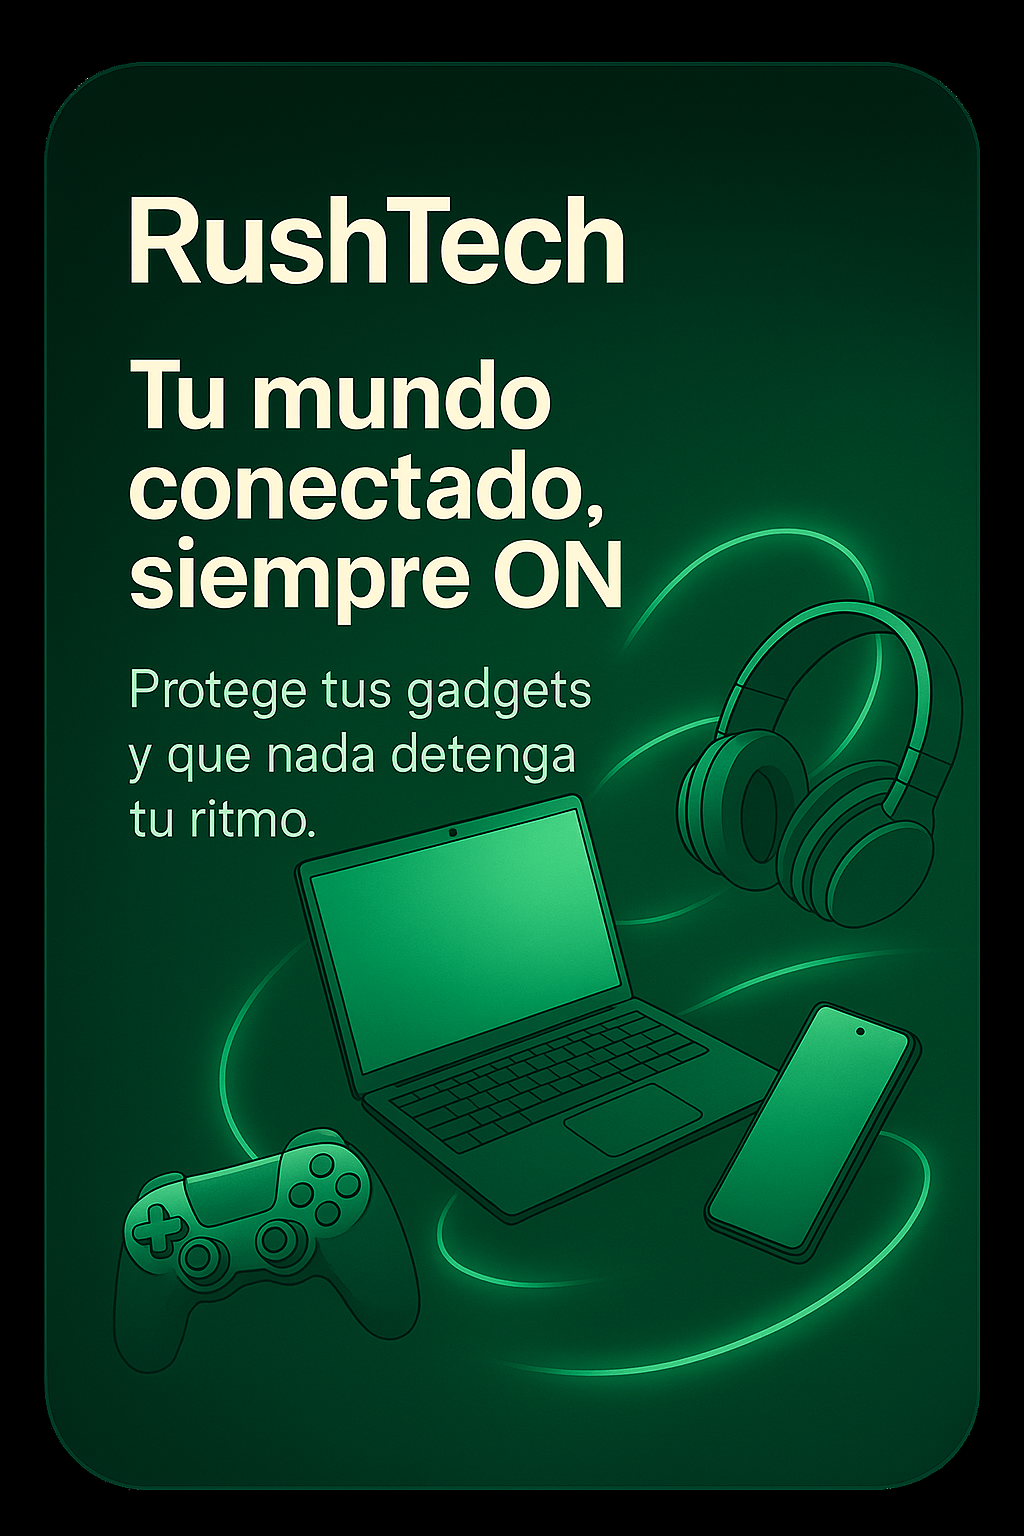 RushTech
Tu mundo
conectado,
siempre ON
Protege tus gadgets
y que nada detenga
tu ritmo.